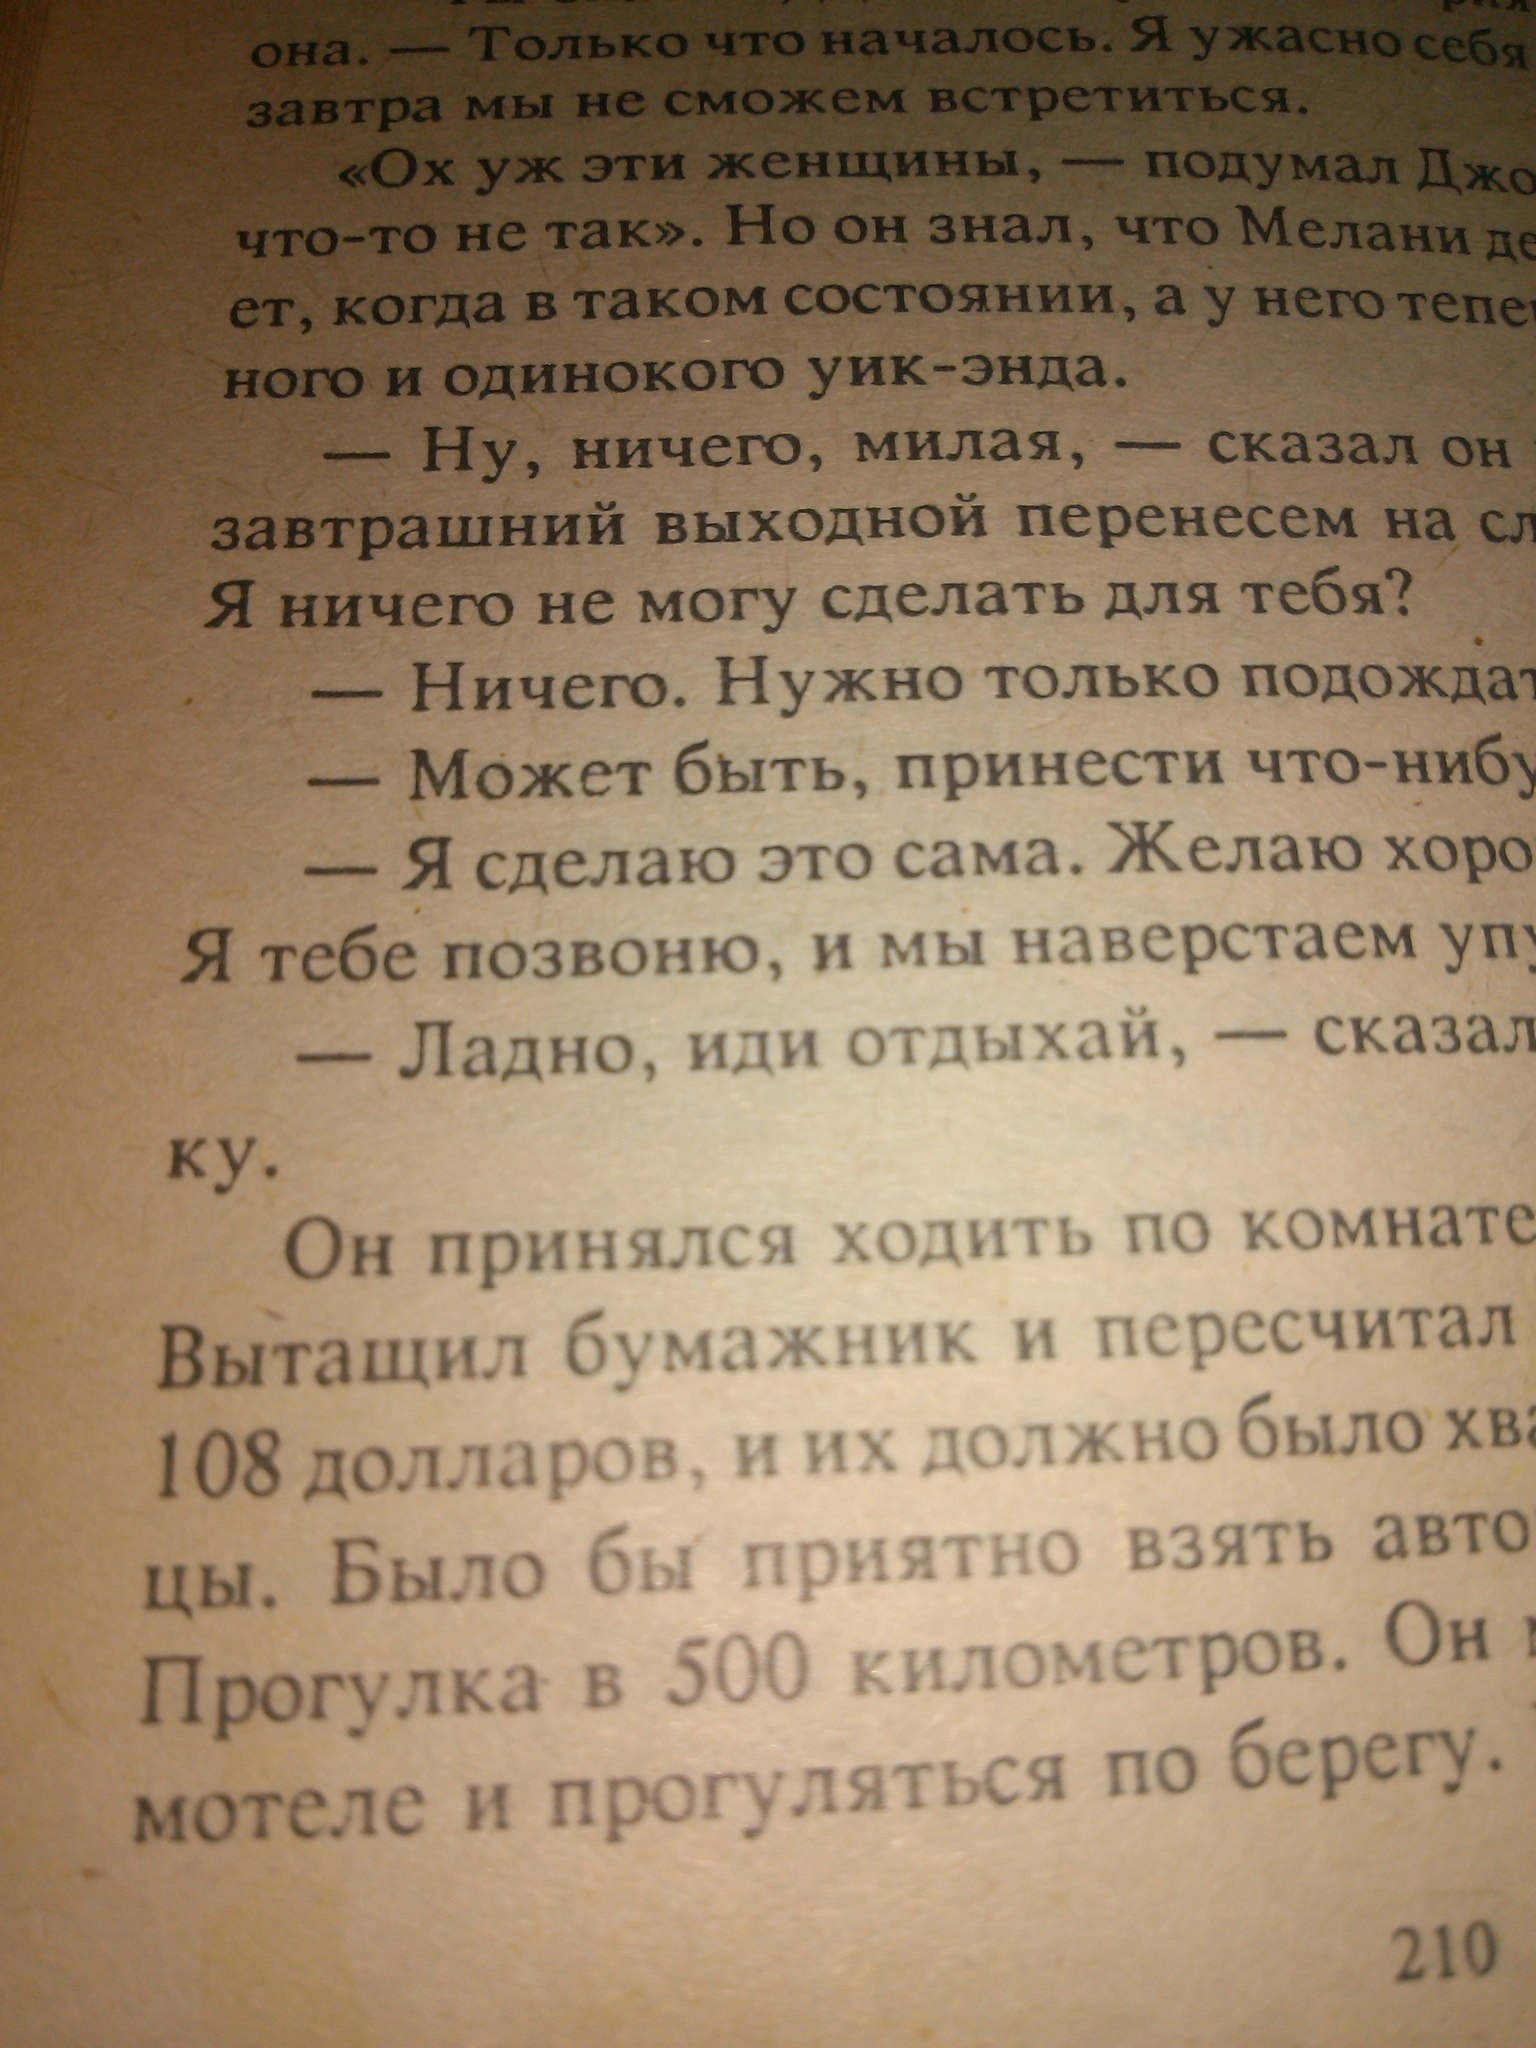 она. — Только что началось. Я ужасно себя
завтра мы не сможем встретиться.
«Ох уж эти женщины, — подумал Джо
что-то не так». Но он знал, что Мелани де
ет, когда в таком состоянии, а у него тепе
ного и одинокого уик-энда.
— Ну, ничего, милая, — сказал он
завтрашний выходной перенесем на сл
Я ничего не могу сделать для тебя?
— Ничего. Нужно только подождат
— Может быть, принести что-нибу
— Я сделаю это сама. Желаю хоро
Я тебе позвоню, и мы наверстаем упу
— Ладно, иди отдыхай, — сказал
ку.
Он принялся ходить по комнате
Вытащил бумажник и пересчитал
108 долларов, и их должно было хва
цы. Было бы приятно взять авто
Прогулка в 500 километров. Он
мотеле и прогуляться по берегу.
210